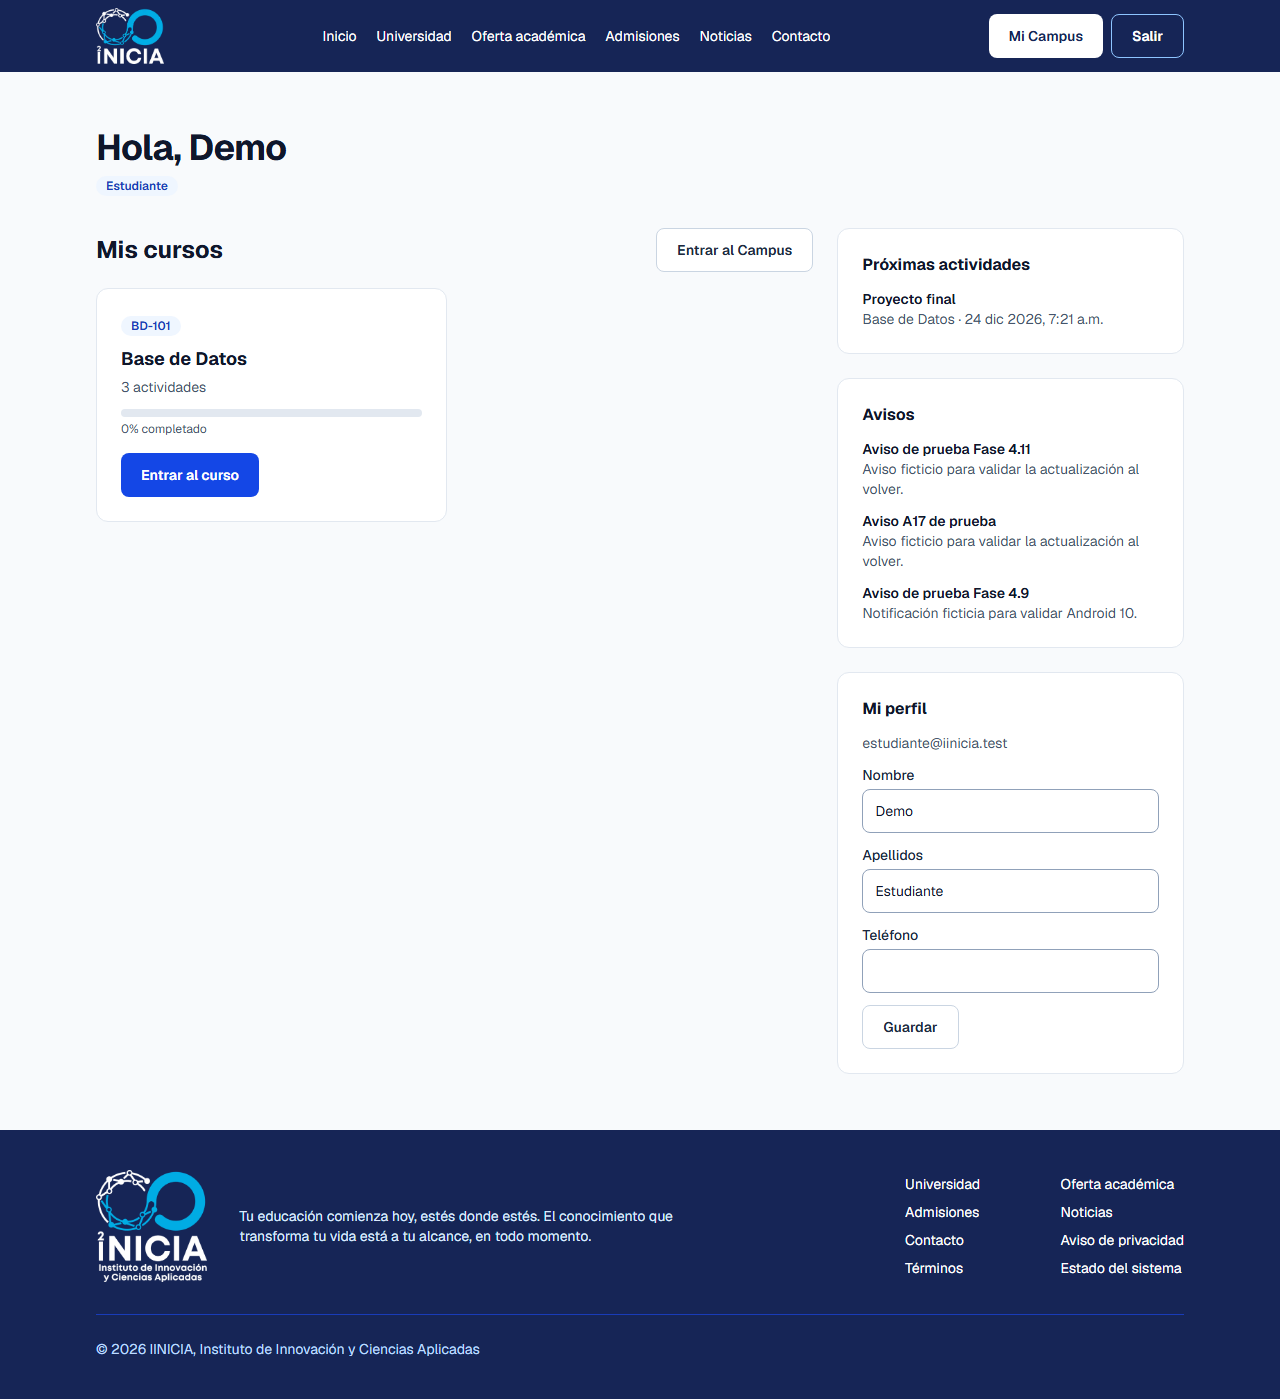 2
iNICIA
Inicio
Universidad
Oferta académica
Admisiones
Noticias
Contacto
Mi Campus
Salir
Hola, Demo
Estudiante
Mis cursos
Entrar al Campus
BD-101
Base de Datos
3 actividades
0% completado
Entrar al curso
Próximas actividades
Proyecto final
Base de Datos · 24 dic 2026, 7:21 a.m.
Avisos
Aviso de prueba Fase 4.11
Aviso ficticio para validar la actualización al
volver.
Aviso A17 de prueba
Aviso ficticio para validar la actualización al
volver.
Aviso de prueba Fase 4.9
Notificación ficticia para validar Android 10.
Mi perfil
estudiante@iinicia.test
Nombre
Demo
Apellidos
Estudiante
Teléfono
Guardar
2
iNICIA
Instituto de Innovación
y Ciencias Aplicadas
Tu educación comienza hoy, estés donde estés. El conocimiento que
transforma tu vida está a tu alcance, en todo momento.
Universidad
Oferta académica
Admisiones
Noticias
Contacto
Aviso de privacidad
Términos
Estado del sistema
© 2026 IINICIA, Instituto de Innovación y Ciencias Aplicadas